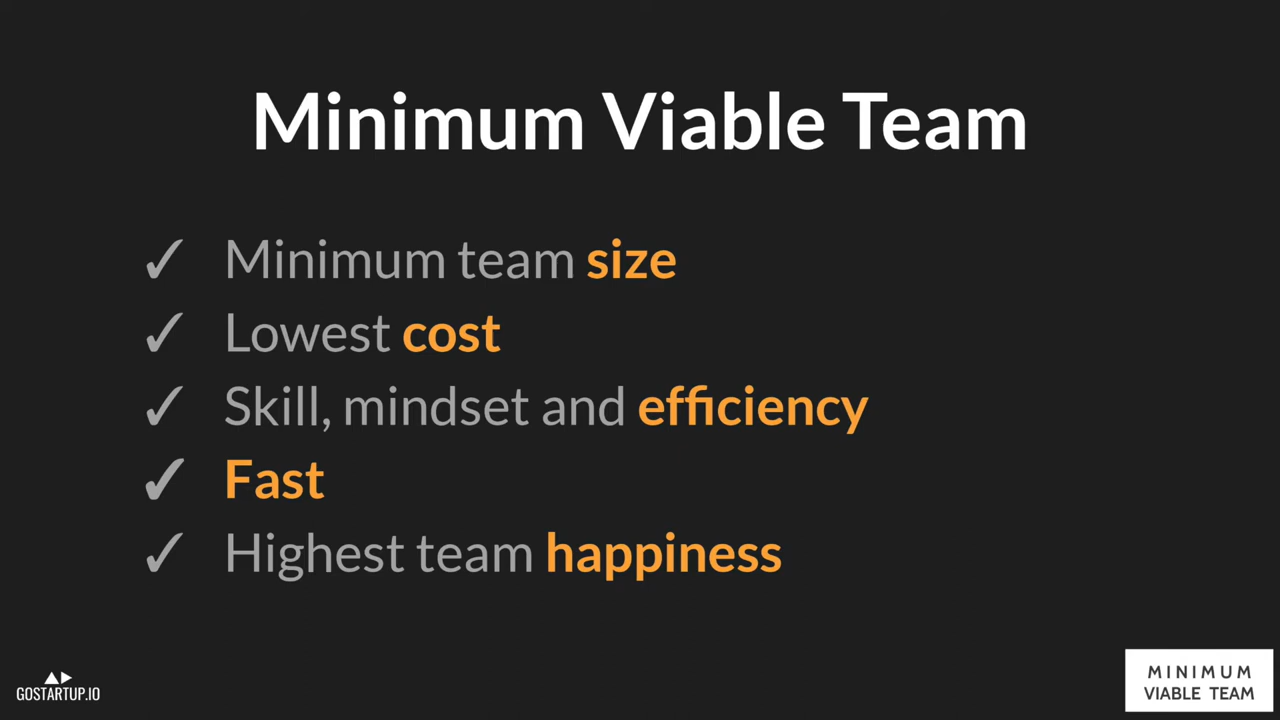 Minimum Viable Team
✓ Minimum team size
✓ Lowest cost
✓ Skill, mindset and efficiency
✓ Fast
✓ Highest team happiness
GOSTARTUP.IO
MINIMUM
VIABLE TEAM